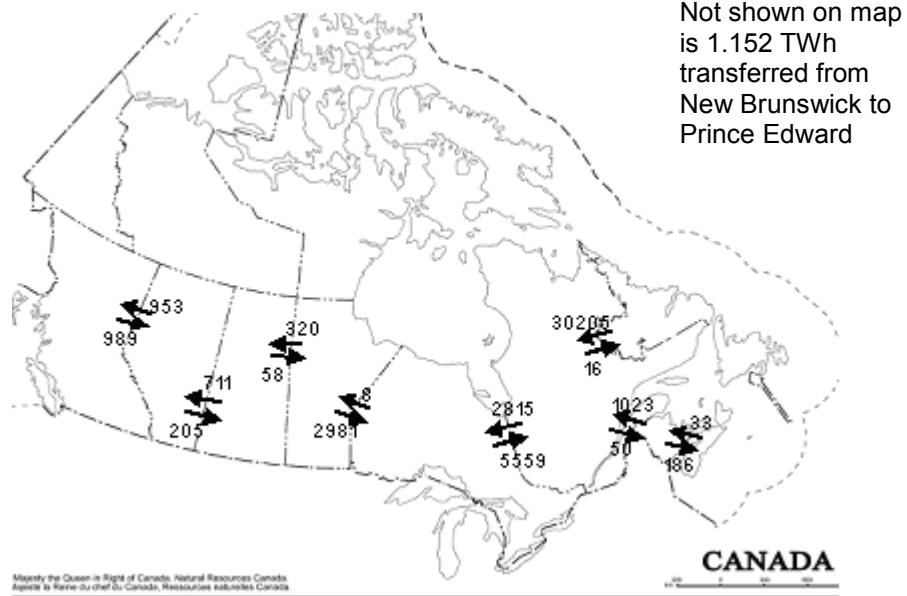 Not shown on map
is 1.152 TWh
transferred from
New Brunswick to
Prince Edward
953
989
320
58
711
205
8
2981
30205
16
2815
5559
1023
50
33
186
CANADA
Majesty the Queen in Right of Canada, Natural Resources Canada.
la Reine du chef du Canada, Ressources naturelles Canada